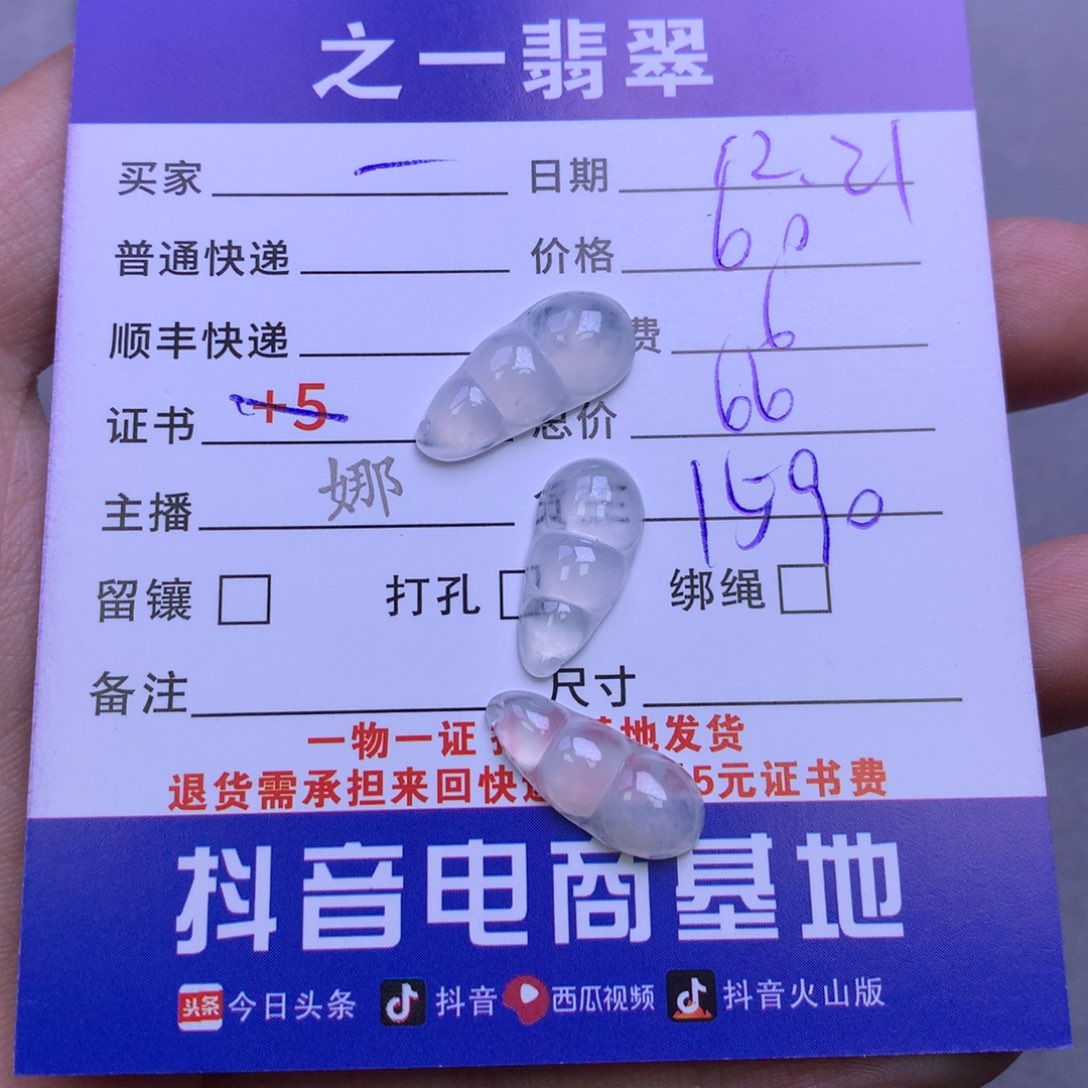 之一翡翠
买家 一 日期 12.21
普通快递 价格 60
顺丰快递 费 6
证书 +5 总价 66
主播 娜 1590
留镶 打孔 绑绳
备注 尺寸
一物一证 地发货
退货需承担来回快递 5元证书费
抖音电商基地
头条 今日头条 抖音 西瓜视频 抖音火山版